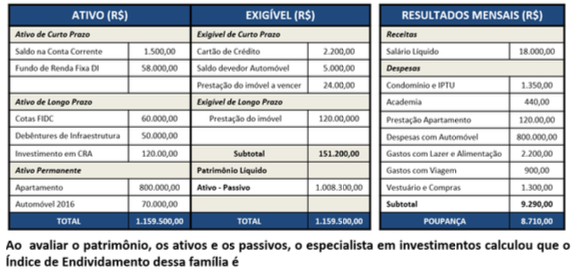 ATIVO (R$) EXIGÍVEL (R$) RESULTADOS MENSAIS (R$)
Ativo de Curto Prazo Exigível de Curto Prazo Receitas
Saldo na Conta Corrente 1.500,00 Cartão de Crédito 2.200,00 Salário Líquido 18.000,00
Fundo de Renda Fixa DI 58.000,00 Saldo devedor Automóvel 5.000,00 Despesas
Prestação do imóvel a vencer 24.00,00 Condomínio e IPTU 1.350,00
Ativo de Longo Prazo Exigível de Longo Prazo Academia 440,00
Cotas FIDC 60.000,00 Prestação do imóvel 120.00,000 Prestação Apartamento 120.00,00
Debêntures de Infraestrutura 50.000,00 Despesas com Automóvel 800.000,00
Investimento em CRA 120.00,00 Subtotal 151.200,00 Gastos com Lazer e Alimentação 2.200,00
Ativo Permanente Patrimônio Líquido Gastos com Viagem 900,00
Apartamento 800.000,00 Ativo - Passivo 1.008.300,00 Vestuário e Compras 1.300,00
Automóvel 2016 70.000,00 Subtotal 9.290,00
TOTAL 1.159.500,00 TOTAL 1.159.500,00 POUPANÇA 8.710,00
Ao avaliar o patrimônio, os ativos e os passivos, o especialista em investimentos calculou que o
Índice de Endividamento dessa família é